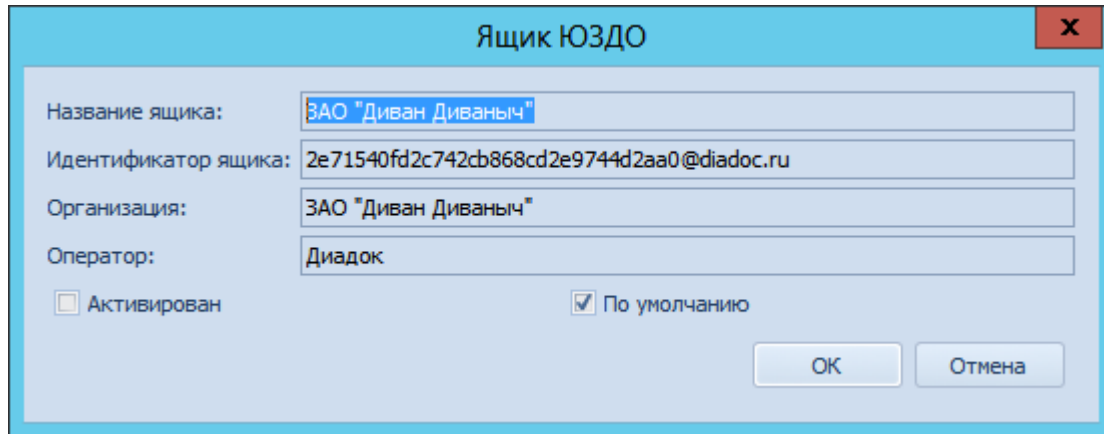 Ящик ЮЗДО
x
Название ящика: ЗАО "Диван Диваныч"
Идентификатор ящика: 2e71540fd2c742cb868cd2e9744d2aa0@diadoc.ru
Организация: ЗАО "Диван Диваныч"
Оператор: Диадок
Активирован По умолчанию
ОК Отмена